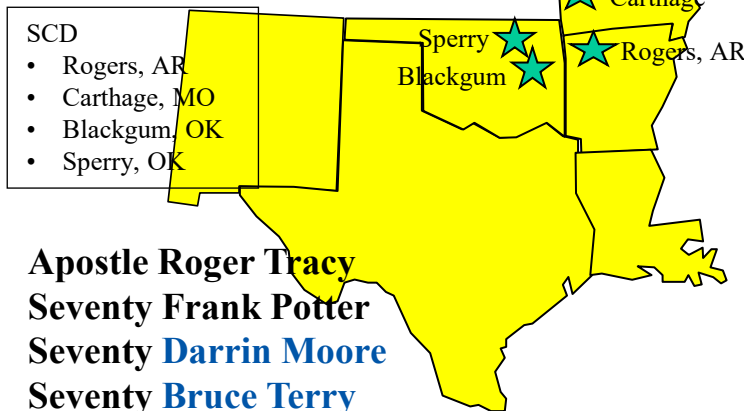 SCD
• Rogers, AR
• Carthage, MO
• Blackgum, OK
• Sperry, OK
Carthage
Sperry
Rogers, AR
Blackgum
Apostle Roger Tracy
Seventy Frank Potter
Seventy Darrin Moore
Seventy Bruce Terry